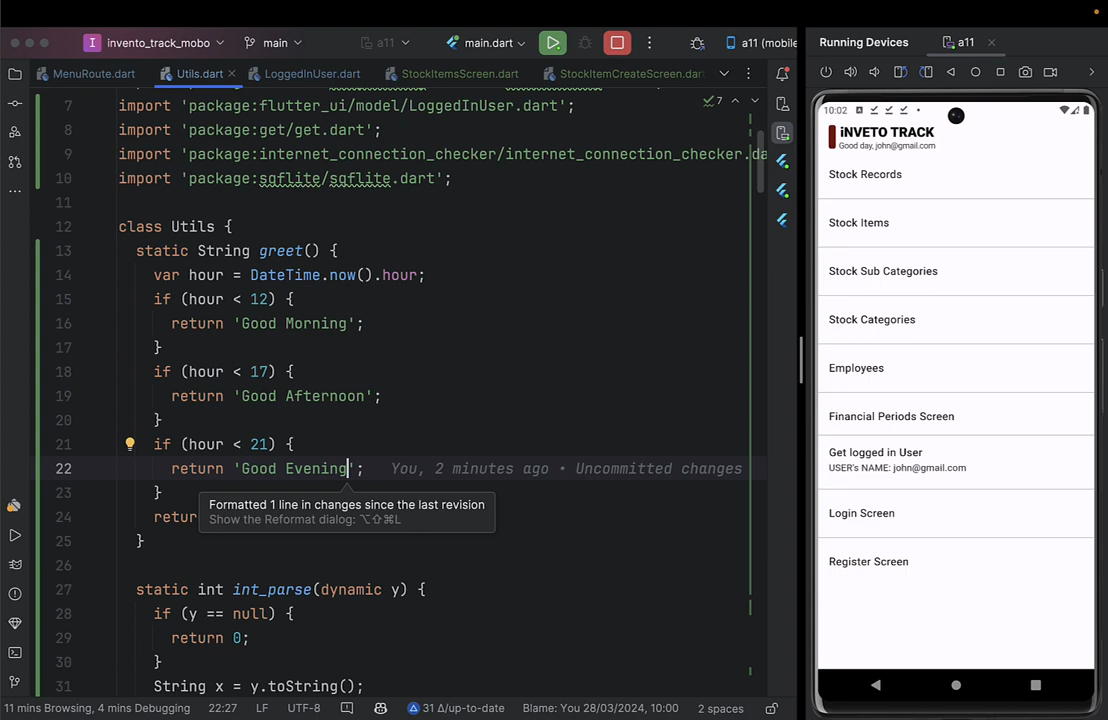 invento_track_mobo
main
a11
main.dart
a11 (mobile
Running Devices
a11
MenuRoute.dart
Utils.dart
LoggedInUser.dart
StockItemsScreen.dart
StockItemCreateScreen.dart
7
7 import 'package:flutter_ui/model/LoggedInUser.dart';
8 import 'package:get/get.dart';
9 import 'package:internet_connection_checker/internet_connection_checker.da
10 import 'package:sqflite/sqflite.dart';
11
12 class Utils {
13 static String greet() {
14 var hour = DateTime.now().hour;
15 if (hour < 12) {
16 return 'Good Morning';
17 }
18 if (hour < 17) {
19 return 'Good Afternoon';
20 }
21 if (hour < 21) {
22 return 'Good Evening'; You, 2 minutes ago • Uncommitted changes
23 }
24 retur
25 }
26
27 static int int_parse(dynamic y) {
28 if (y == null) {
29 return 0;
30 }
31 String x = y.toString();
Formatted 1 line in changes since the last revision
Show the Reformat dialog: ⌥⇧⌘L
11 mins Browsing, 4 mins Debugging
22:27
LF
UTF-8
31 Δ/up-to-date
Blame: You 28/03/2024, 10:00
2 spaces
10:02
iNVETO TRACK
Good day, john@gmail.com
Stock Records
Stock Items
Stock Sub Categories
Stock Categories
Employees
Financial Periods Screen
Get logged in User
USER's NAME: john@gmail.com
Login Screen
Register Screen